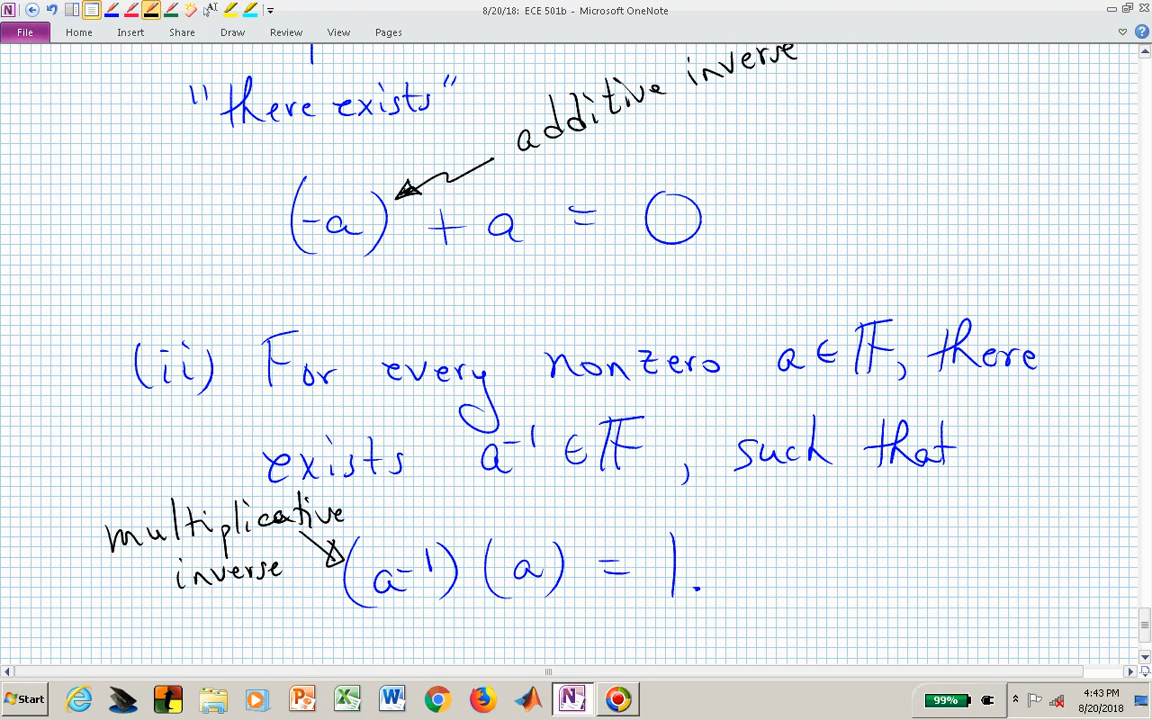 8/20/18: ECE 501b - Microsoft OneNote
File Home Insert Share Draw Review View Pages
"there exists"
additive inverse
(-a) + a = 0
(ii) For every nonzero a ∈ 𝔽, there
exists a⁻¹ ∈ 𝔽, such that
multiplicative
inverse
(a⁻¹) (a) = 1.
Start
99%
4:43 PM
8/20/2018